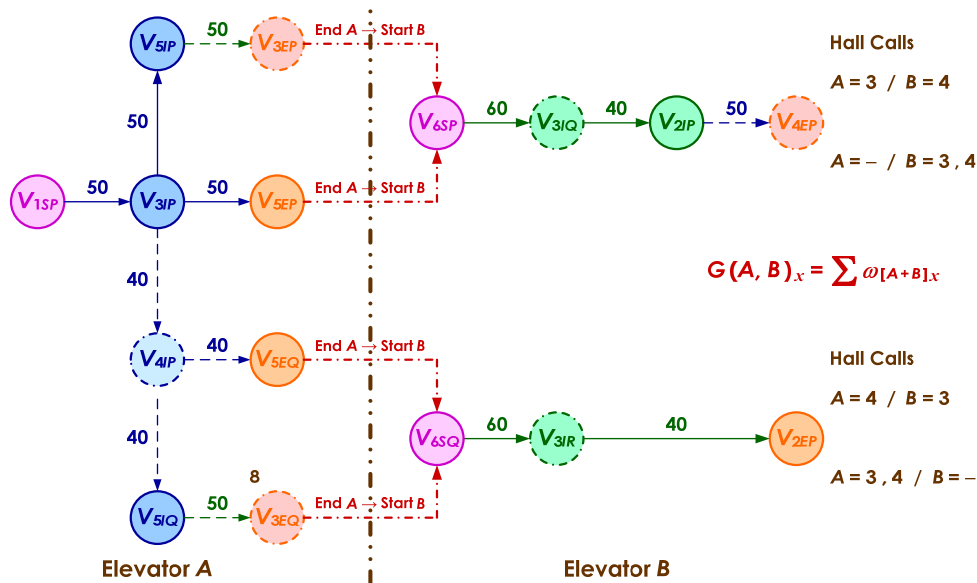 50
V5IP
V3EP
End A → Start B
Hall Calls
A = 3 / B = 4
50
V6SP
60
V3IQ
40
V2IP
50
V4EP
A = – / B = 3 , 4
V1SP
50
V3IP
50
V5EP
End A → Start B
40
G (A, B)x = ∑ ω[A+B]x
V4IP
40
V5EQ
End A → Start B
Hall Calls
A = 4 / B = 3
40
V6SQ
60
V3IR
40
V2EP
A = 3 , 4 / B = –
8
V5IQ
50
V3EQ
End A → Start B
Elevator A
Elevator B